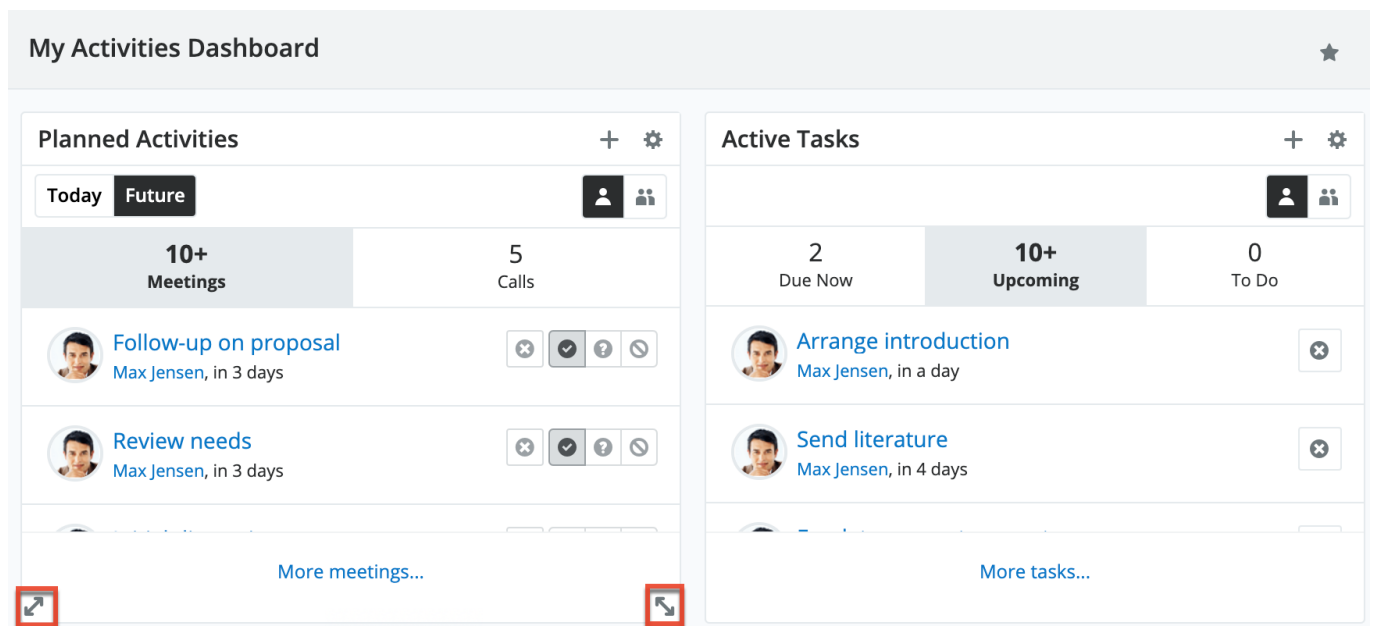 My Activities Dashboard
Planned Activities
Today Future
10+ 5
Meetings Calls
Follow-up on proposal
Max Jensen, in 3 days
Review needs
Max Jensen, in 3 days
More meetings...
Active Tasks
2 10+ 0
Due Now Upcoming To Do
Arrange introduction
Max Jensen, in a day
Send literature
Max Jensen, in 4 days
More tasks...